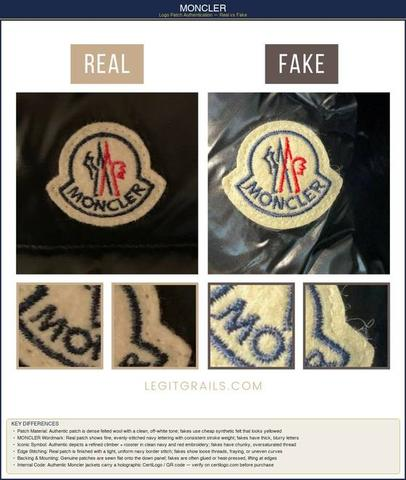 MONCLER
Logo Patch Authentication — Real vs Fake
REAL
FAKE
MONCLER
MONCLER
MO
MO
LEGITGRAILS.COM
KEY DIFFERENCES
• Patch Material: Authentic patch is dense felted wool with a clean, off-white tone; fakes use cheap synthetic felt that looks yellowed
• MONCLER Wordmark: Real patch shows fine, evenly-stitched navy lettering with consistent stroke weight; fakes have thick, blurry letters
• Iconic Symbol: Authentic depicts a refined climber + rooster in clean navy and red embroidery; fakes have chunky, oversaturated thread
• Edge Stitching: Real patch is finished with a tight, uniform navy border stitch; fakes show loose threads, fraying, or uneven curves
• Backing & Mounting: Genuine patches are sewn flat onto the down panel; fakes are often glued or heat-pressed, lifting at edges
• Internal Code: Authentic Moncler jackets carry a holographic CertiLogo / QR code — verify on certilogo.com before purchase